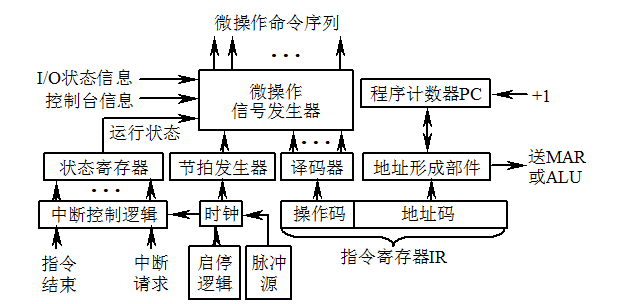 微操作命令序列
I/O状态信息
控制台信息
微操作
信号发生器
程序计数器PC
+1
运行状态
状态寄存器
节拍发生器
译码器
地址形成部件
送MAR
或ALU
中断控制逻辑
时钟
操作码
地址码
指令
结束
中断
请求
启停
逻辑
脉冲
源
指令寄存器IR